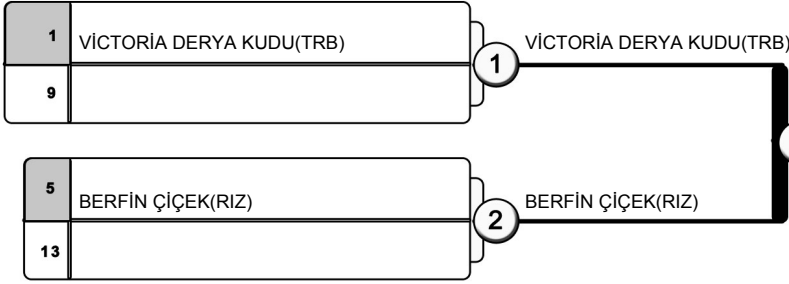 1 VİCTORİA DERYA KUDU(TRB)
1 VİCTORİA DERYA KUDU(TRB)
9
5 BERFİN ÇİÇEK(RIZ)
2 BERFİN ÇİÇEK(RIZ)
13